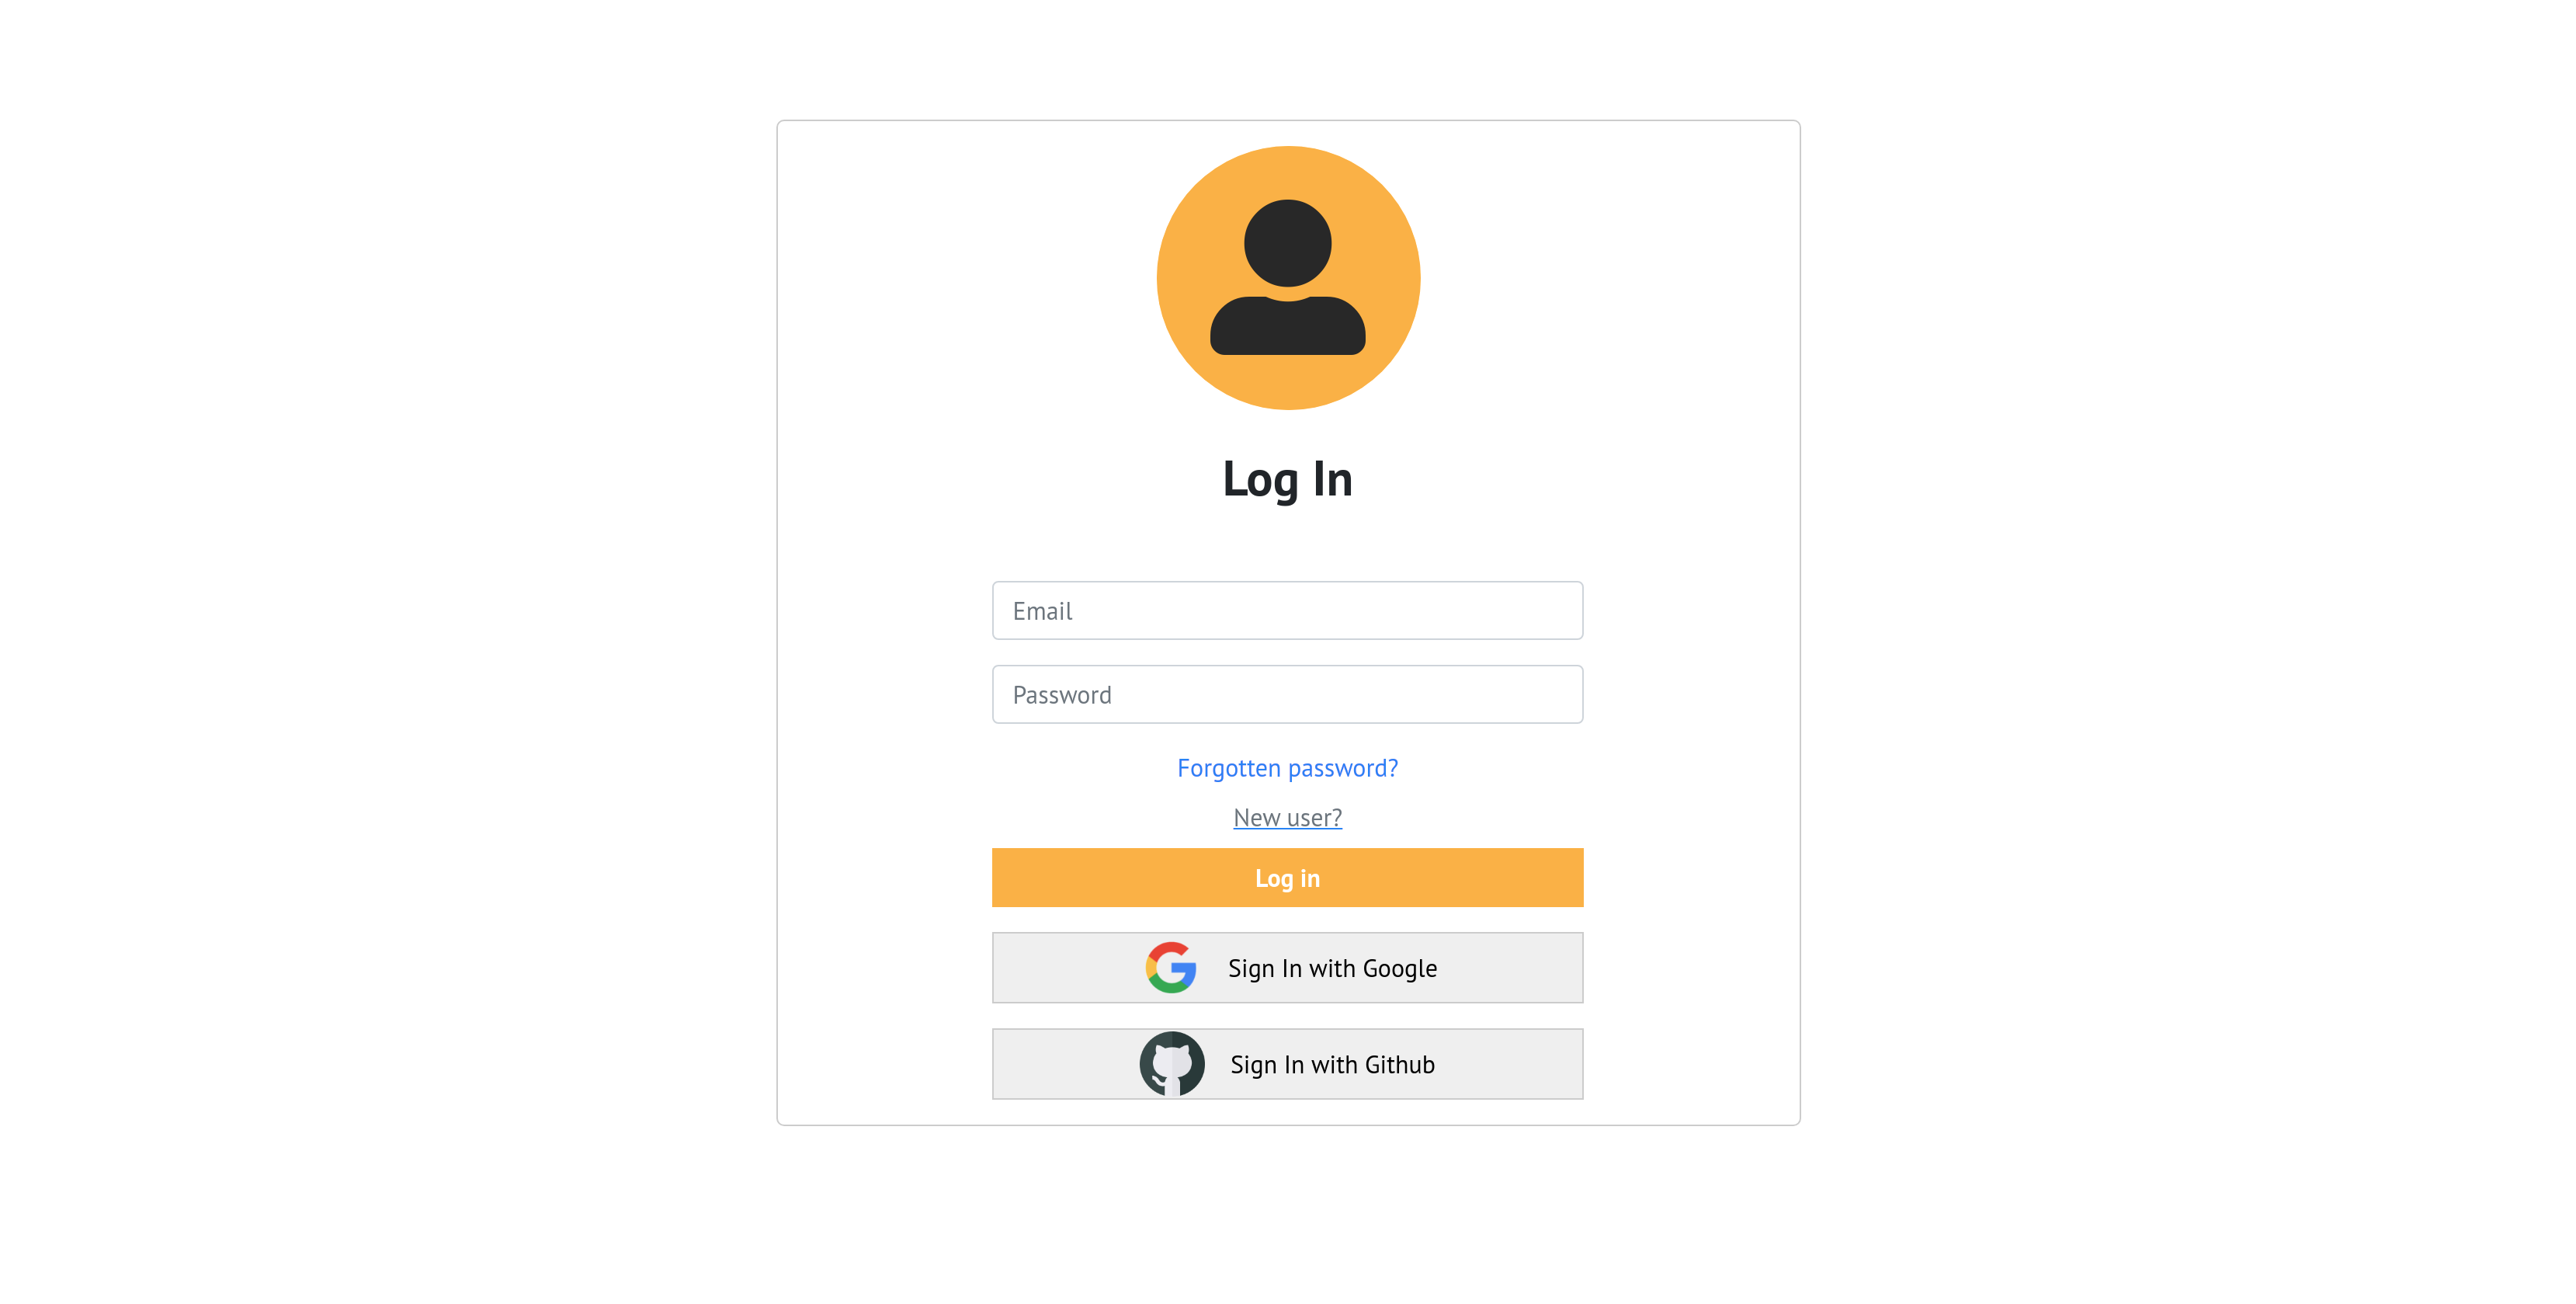 Log In
Email
Password
Forgotten password?
New user?
Log in
Sign In with Google
Sign In with Github